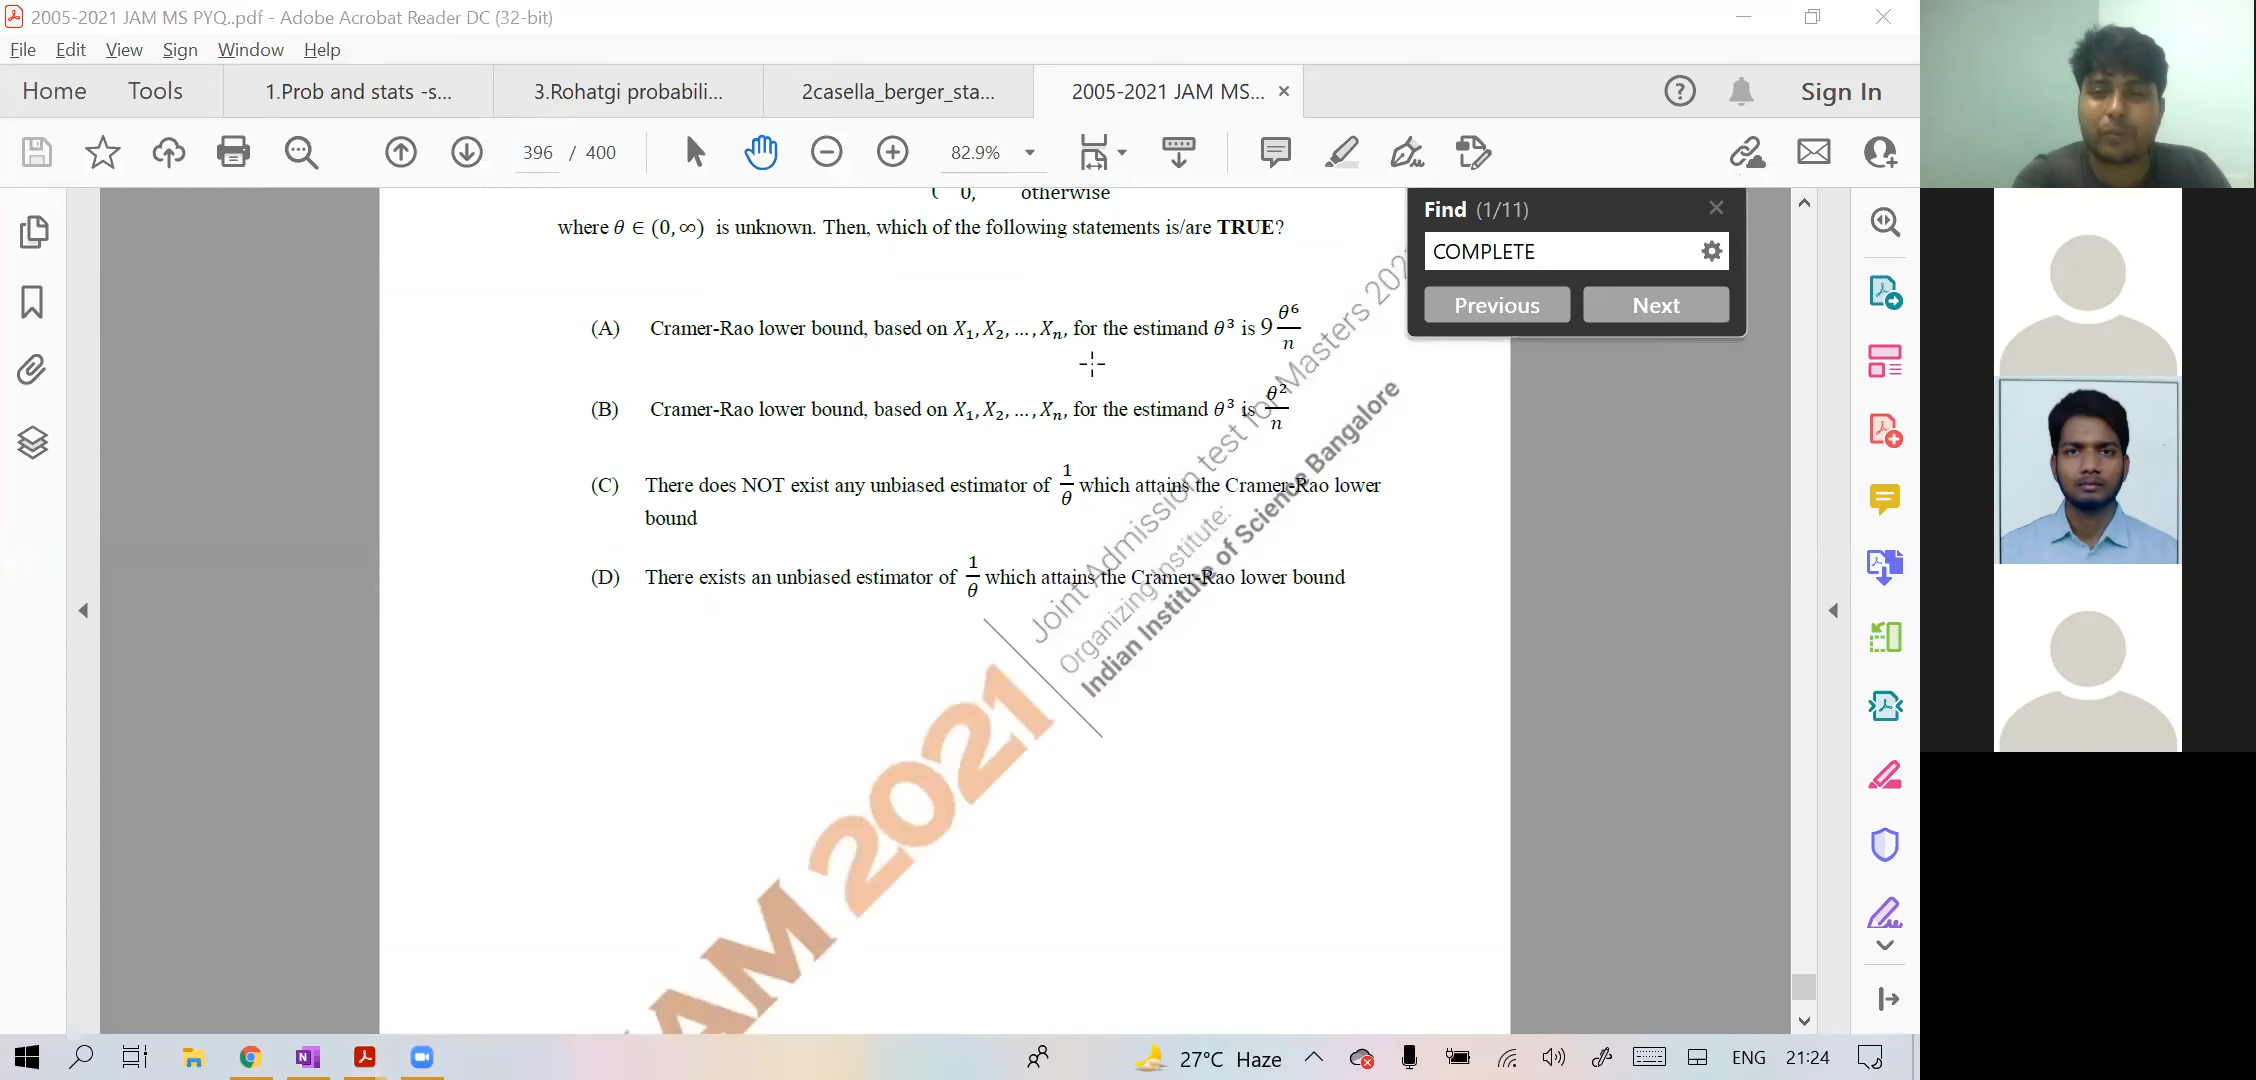 2005-2021 JAM MS PYQ..pdf - Adobe Acrobat Reader DC (32-bit)
File Edit View Sign Window Help
Home Tools 1.Prob and stats -s... 3.Rohatgi probabili... 2casella_berger_sta... 2005-2021 JAM MS... × Sign In
396 / 400 82.9%
0, otherwise
where θ ∈ (0, ∞) is unknown. Then, which of the following statements is/are TRUE?
Find (1/11)
COMPLETE
Previous Next
(A) Cramer-Rao lower bound, based on X₁, X₂, …, Xₙ, for the estimand θ³ is 9 θ⁶/n
(B) Cramer-Rao lower bound, based on X₁, X₂, …, Xₙ, for the estimand θ³ is θ²/n
(C) There does NOT exist any unbiased estimator of 1/θ which attains the Cramer-Rao lower
bound
(D) There exists an unbiased estimator of 1/θ which attains the Cramer-Rao lower bound
Joint Admission test for Masters 202
Organizing Institute:
Indian Institute of Science Bangalore
AM 2021
27°C Haze ENG 21:24